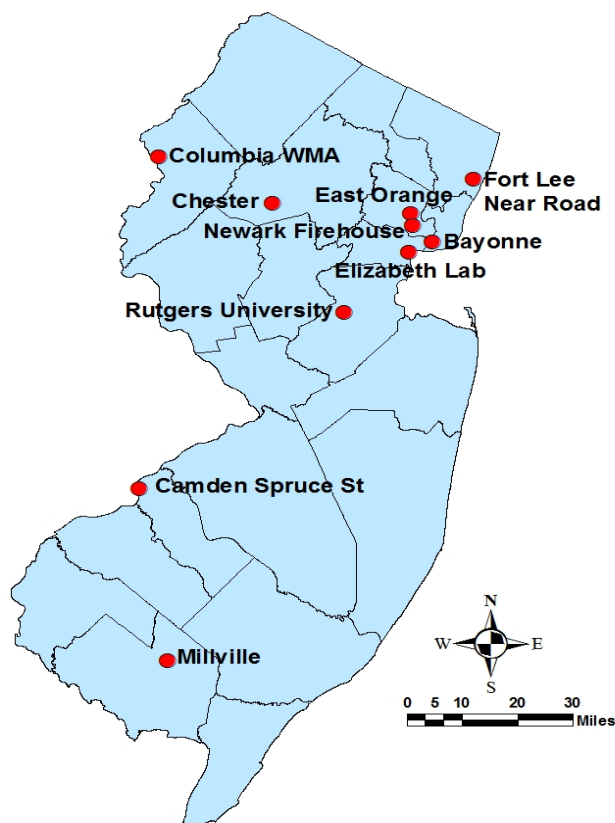 Columbia WMA
Fort Lee
Near Road
Chester
East Orange
Newark Firehouse
Bayonne
Elizabeth Lab
Rutgers University
Camden Spruce St
N
W
E
S
Millville
0 5 10 20 30
Miles